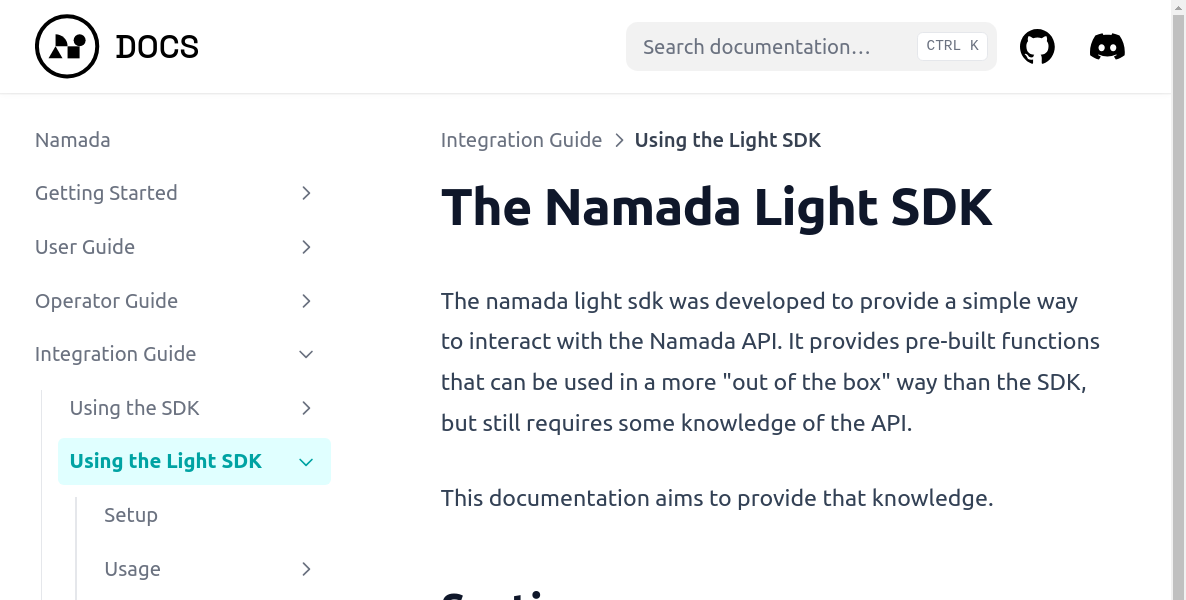 DOCS
Search documentation…
CTRL K
Namada
Getting Started
User Guide
Operator Guide
Integration Guide
Using the SDK
Using the Light SDK
Setup
Usage
Integration Guide > Using the Light SDK
The Namada Light SDK
The namada light sdk was developed to provide a simple way
to interact with the Namada API. It provides pre-built functions
that can be used in a more "out of the box" way than the SDK,
but still requires some knowledge of the API.
This documentation aims to provide that knowledge.